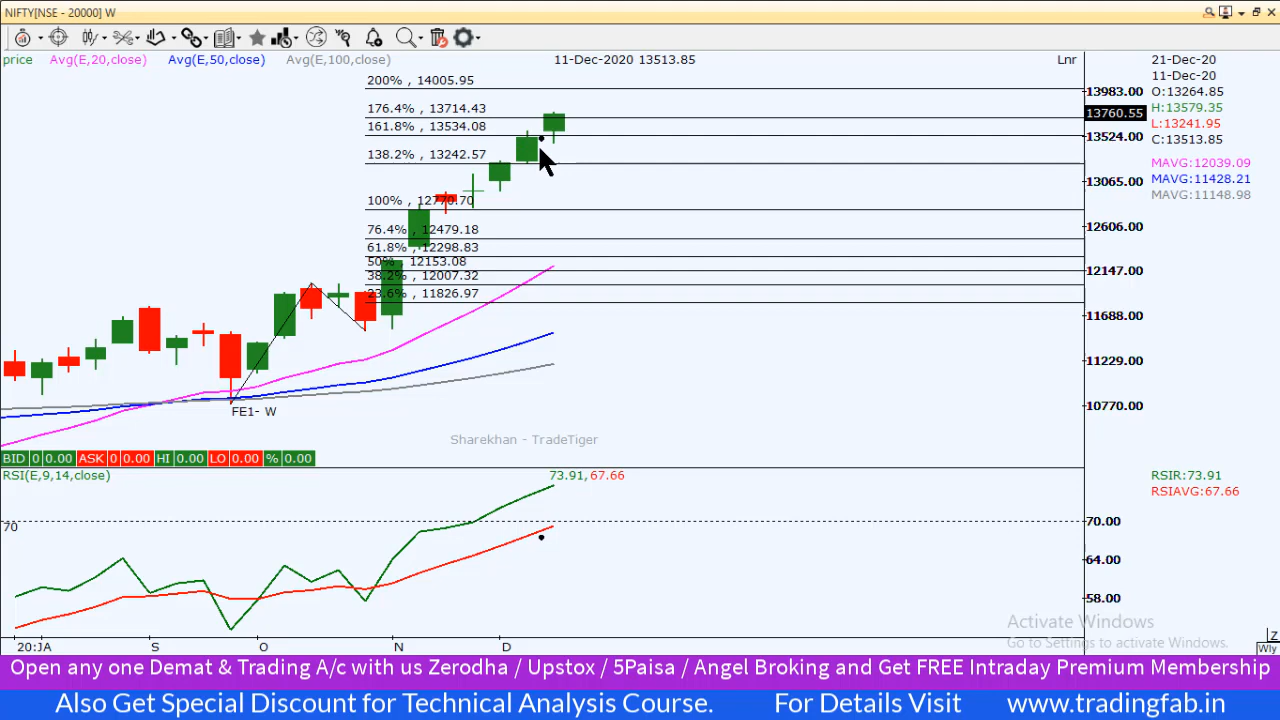 NIFTY[NSE - 20000] W
price Avg(E,20,close) Avg(E,50,close) Avg(E,100,close) 11-Dec-2020 13513.85 Lnr
21-Dec-20
11-Dec-20
O:13264.85
H:13579.35
L:13241.95
C:13513.85
MAVG:12039.09
MAVG:11428.21
MAVG:11148.98
200% , 14005.95
176.4% , 13714.43
161.8% , 13534.08
138.2% , 13242.57
100% , 12770.70
76.4% , 12479.18
61.8% , 12298.83
50% , 12153.08
38.2% , 12007.32
23.6% , 11826.97
13983.00
13760.55
13524.00
13065.00
12606.00
12147.00
11688.00
11229.00
10770.00
FE1- W
Sharekhan - TradeTiger
BID 0 0.00 ASK 0 0.00 HI 0.00 LO 0.00 % 0.00
RSI(E,9,14,close) 73.91,67.66
RSIR:73.91
RSIAVG:67.66
70
70.00
64.00
58.00
Activate Windows
Go to Settings to activate Windows.
20:JA S O N D
Z
Wly
Open any one Demat & Trading A/c with us Zerodha / Upstox / 5Paisa / Angel Broking and Get FREE Intraday Premium Membership
Also Get Special Discount for Technical Analysis Course. For Details Visit www.tradingfab.in